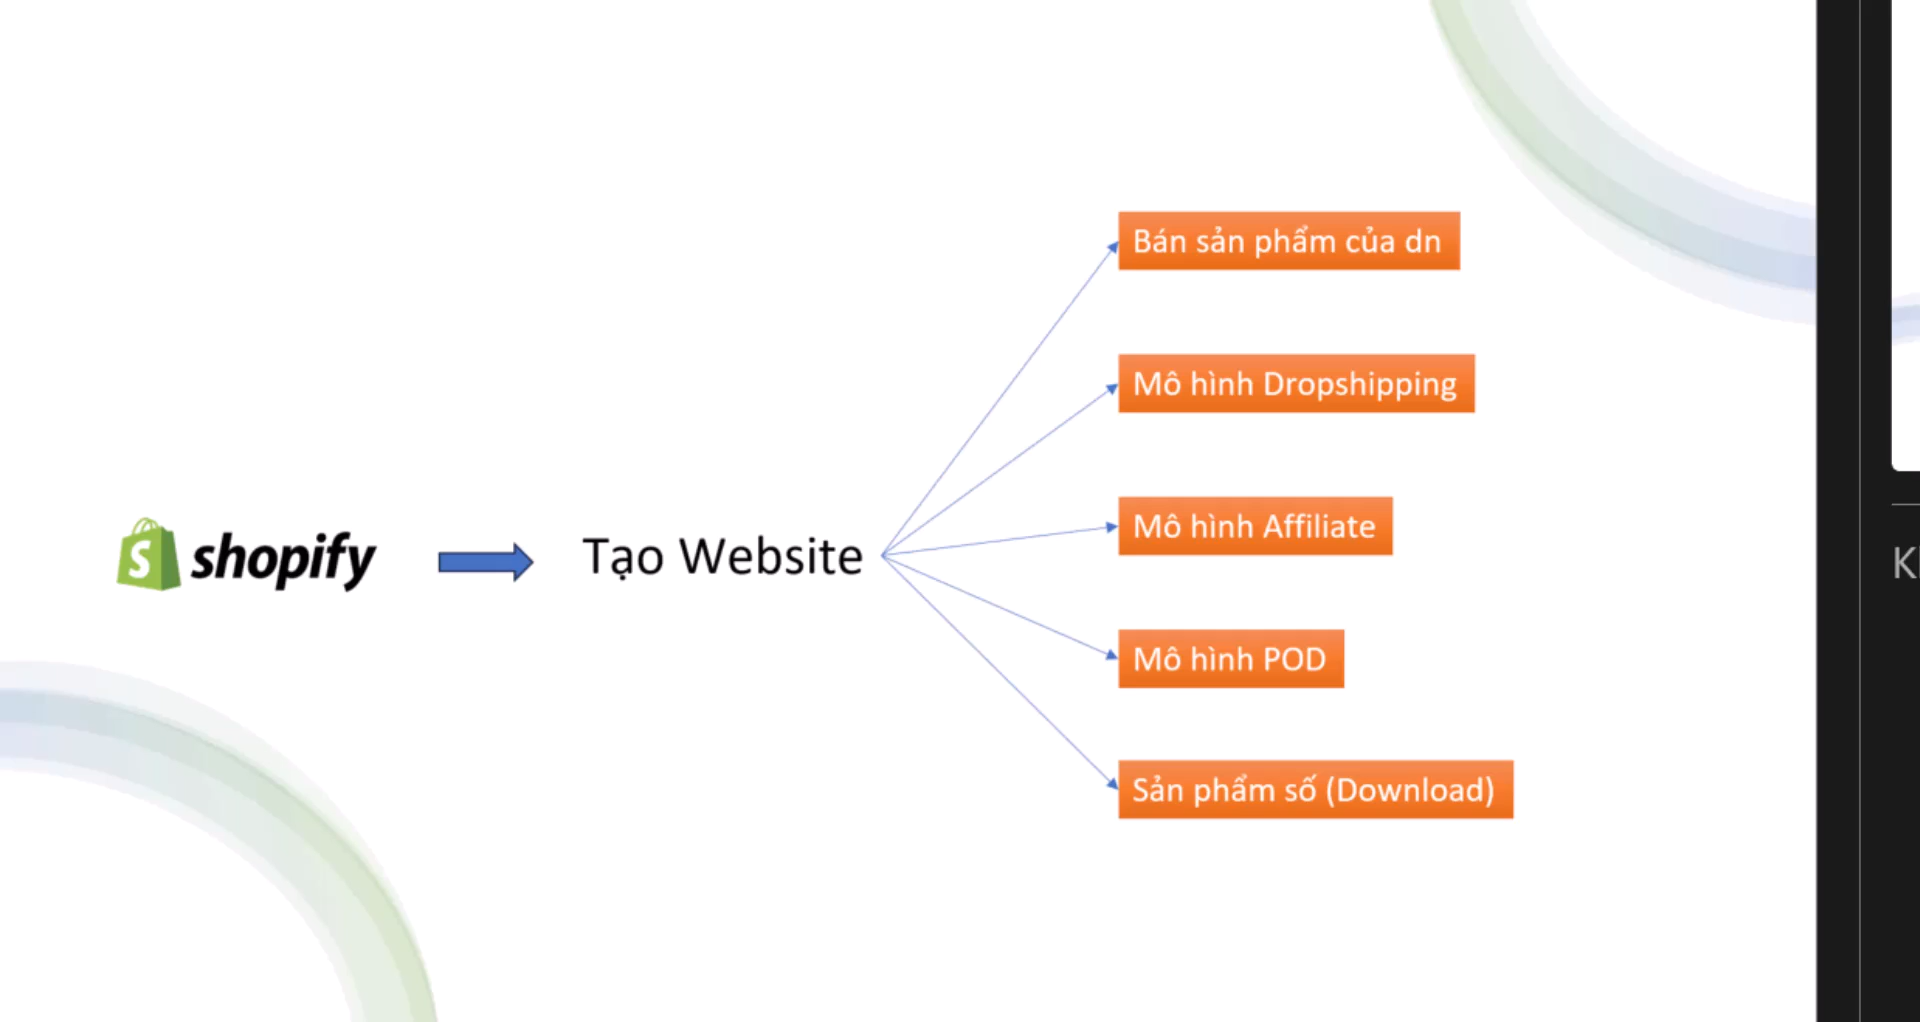 shopify
Tạo Website
Bán sản phẩm của dn
Mô hình Dropshipping
Mô hình Affiliate
Mô hình POD
Sản phẩm số (Download)